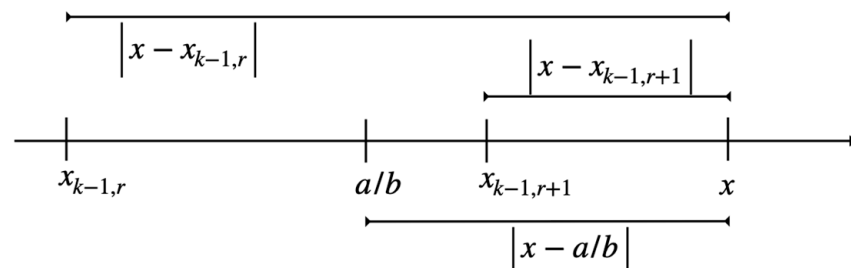 |x − x_{k−1,r}|
|x − x_{k−1,r+1}|
x_{k−1,r} a/b x_{k−1,r+1} x
|x − a/b|